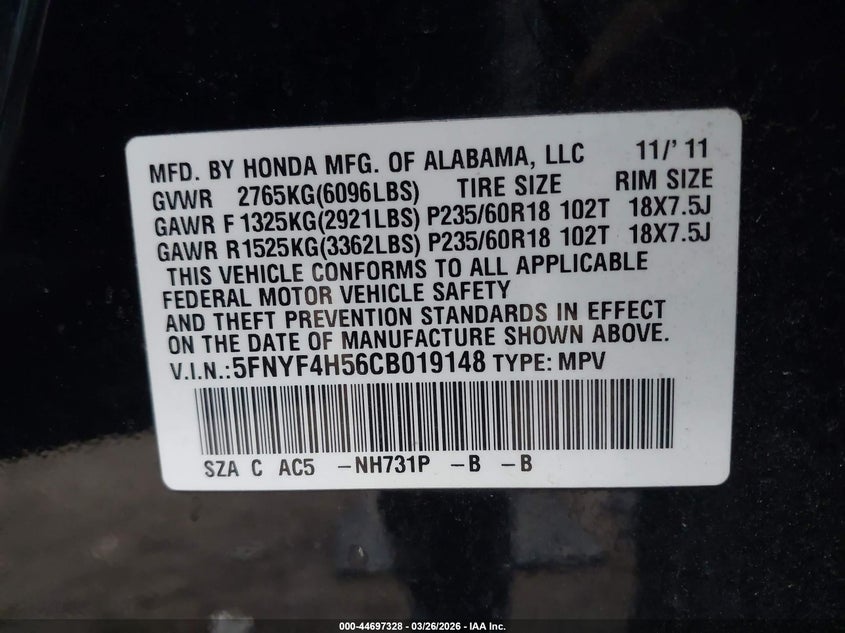 MFD. BY HONDA MFG. OF ALABAMA, LLC 11/' 11
GVWR 2765KG(6096LBS) TIRE SIZE RIM SIZE
GAWR F 1325KG(2921LBS) P235/60R18 102T 18X7.5J
GAWR R1525KG(3362LBS) P235/60R18 102T 18X7.5J
THIS VEHICLE CONFORMS TO ALL APPLICABLE
FEDERAL MOTOR VEHICLE SAFETY
AND THEFT PREVENTION STANDARDS IN EFFECT
ON THE DATE OF MANUFACTURE SHOWN ABOVE.
V.I.N.:5FNYF4H56CB019148 TYPE: MPV
SZA C AC5 -NH731P -B -B
000-44697328 | 03/26/2026 - IAA Inc.